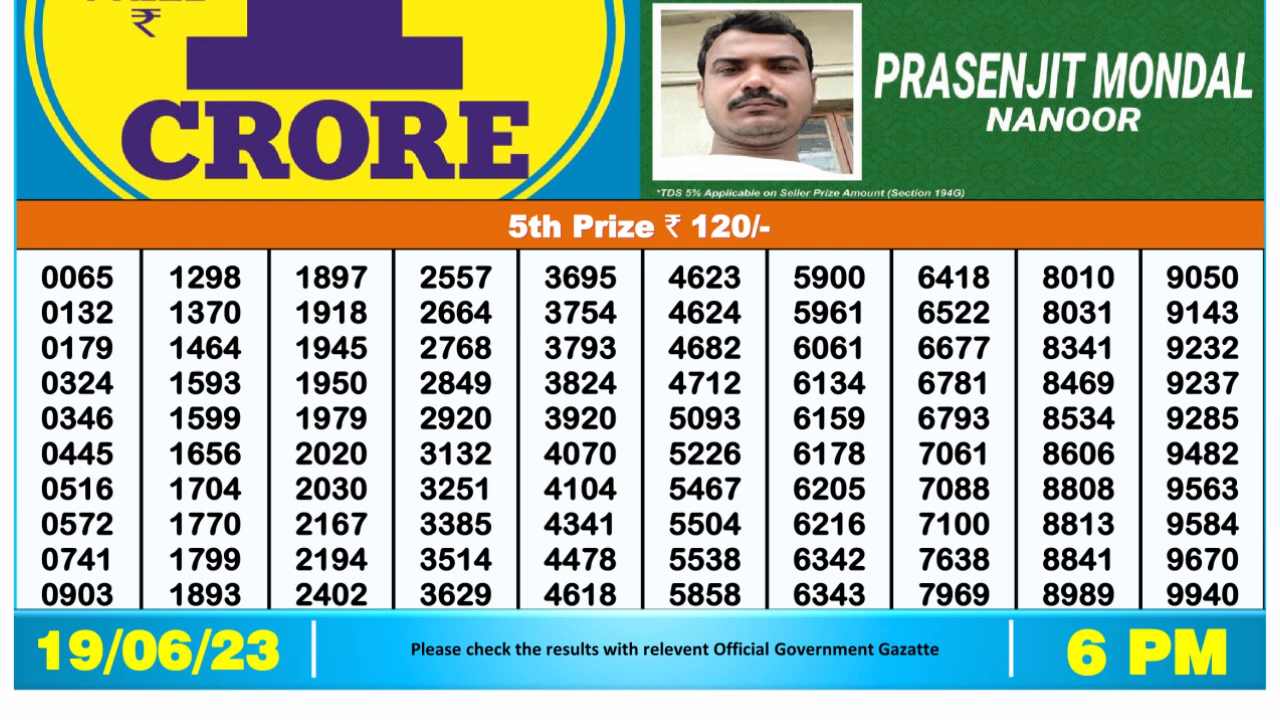 ₹
1
CRORE
PRASENJIT MONDAL
NANOOR
*TDS 5% Applicable on Seller Prize Amount (Section 194G)
5th Prize ₹ 120/-
0065 1298 1897 2557 3695 4623 5900 6418 8010 9050
0132 1370 1918 2664 3754 4624 5961 6522 8031 9143
0179 1464 1945 2768 3793 4682 6061 6677 8341 9232
0324 1593 1950 2849 3824 4712 6134 6781 8469 9237
0346 1599 1979 2920 3920 5093 6159 6793 8534 9285
0445 1656 2020 3132 4070 5226 6178 7061 8606 9482
0516 1704 2030 3251 4104 5467 6205 7088 8808 9563
0572 1770 2167 3385 4341 5504 6216 7100 8813 9584
0741 1799 2194 3514 4478 5538 6342 7638 8841 9670
0903 1893 2402 3629 4618 5858 6343 7969 8989 9940
19/06/23
Please check the results with relevent Official Government Gazatte
6 PM